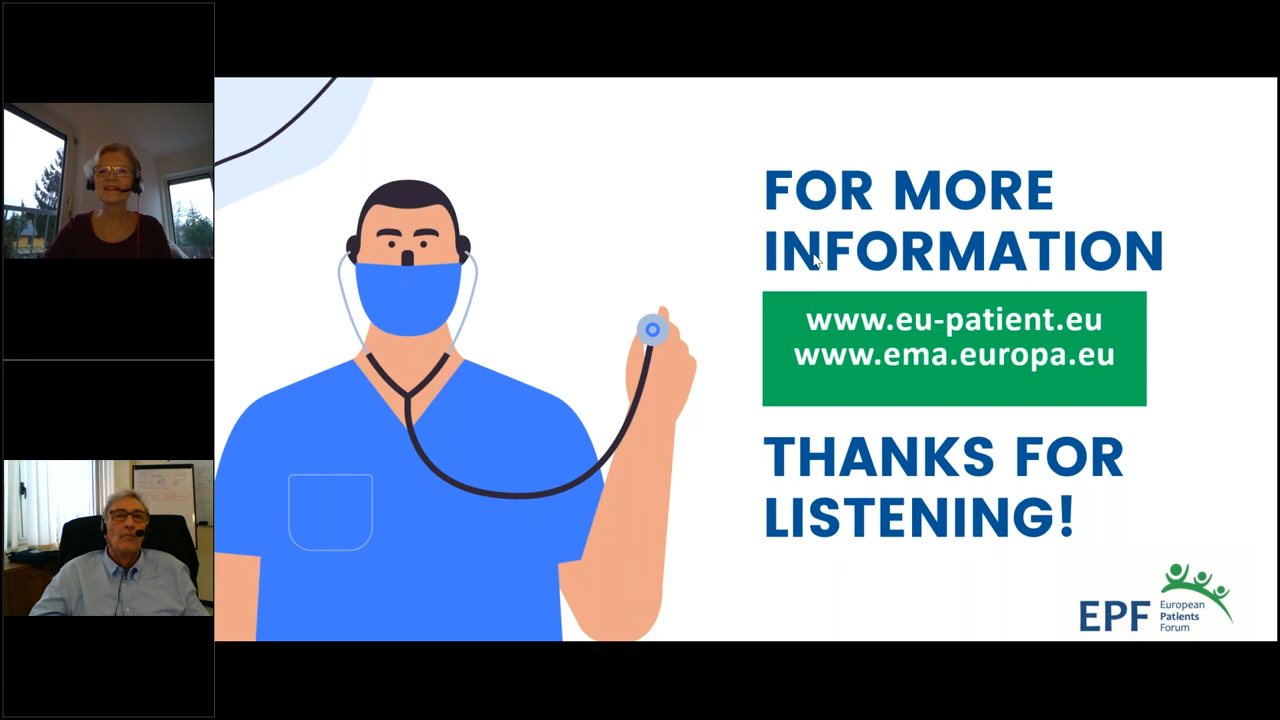 FOR MORE
INFORMATION
www.eu-patient.eu
www.ema.europa.eu
THANKS FOR
LISTENING!
EPF
European
Patients
Forum